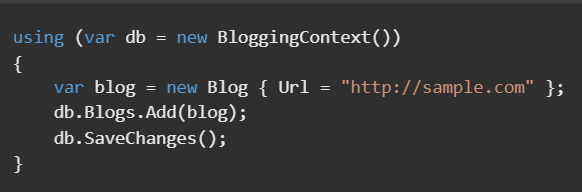 using (var db = new BloggingContext())
{
    var blog = new Blog { Url = "http://sample.com" };
    db.Blogs.Add(blog);
    db.SaveChanges();
}